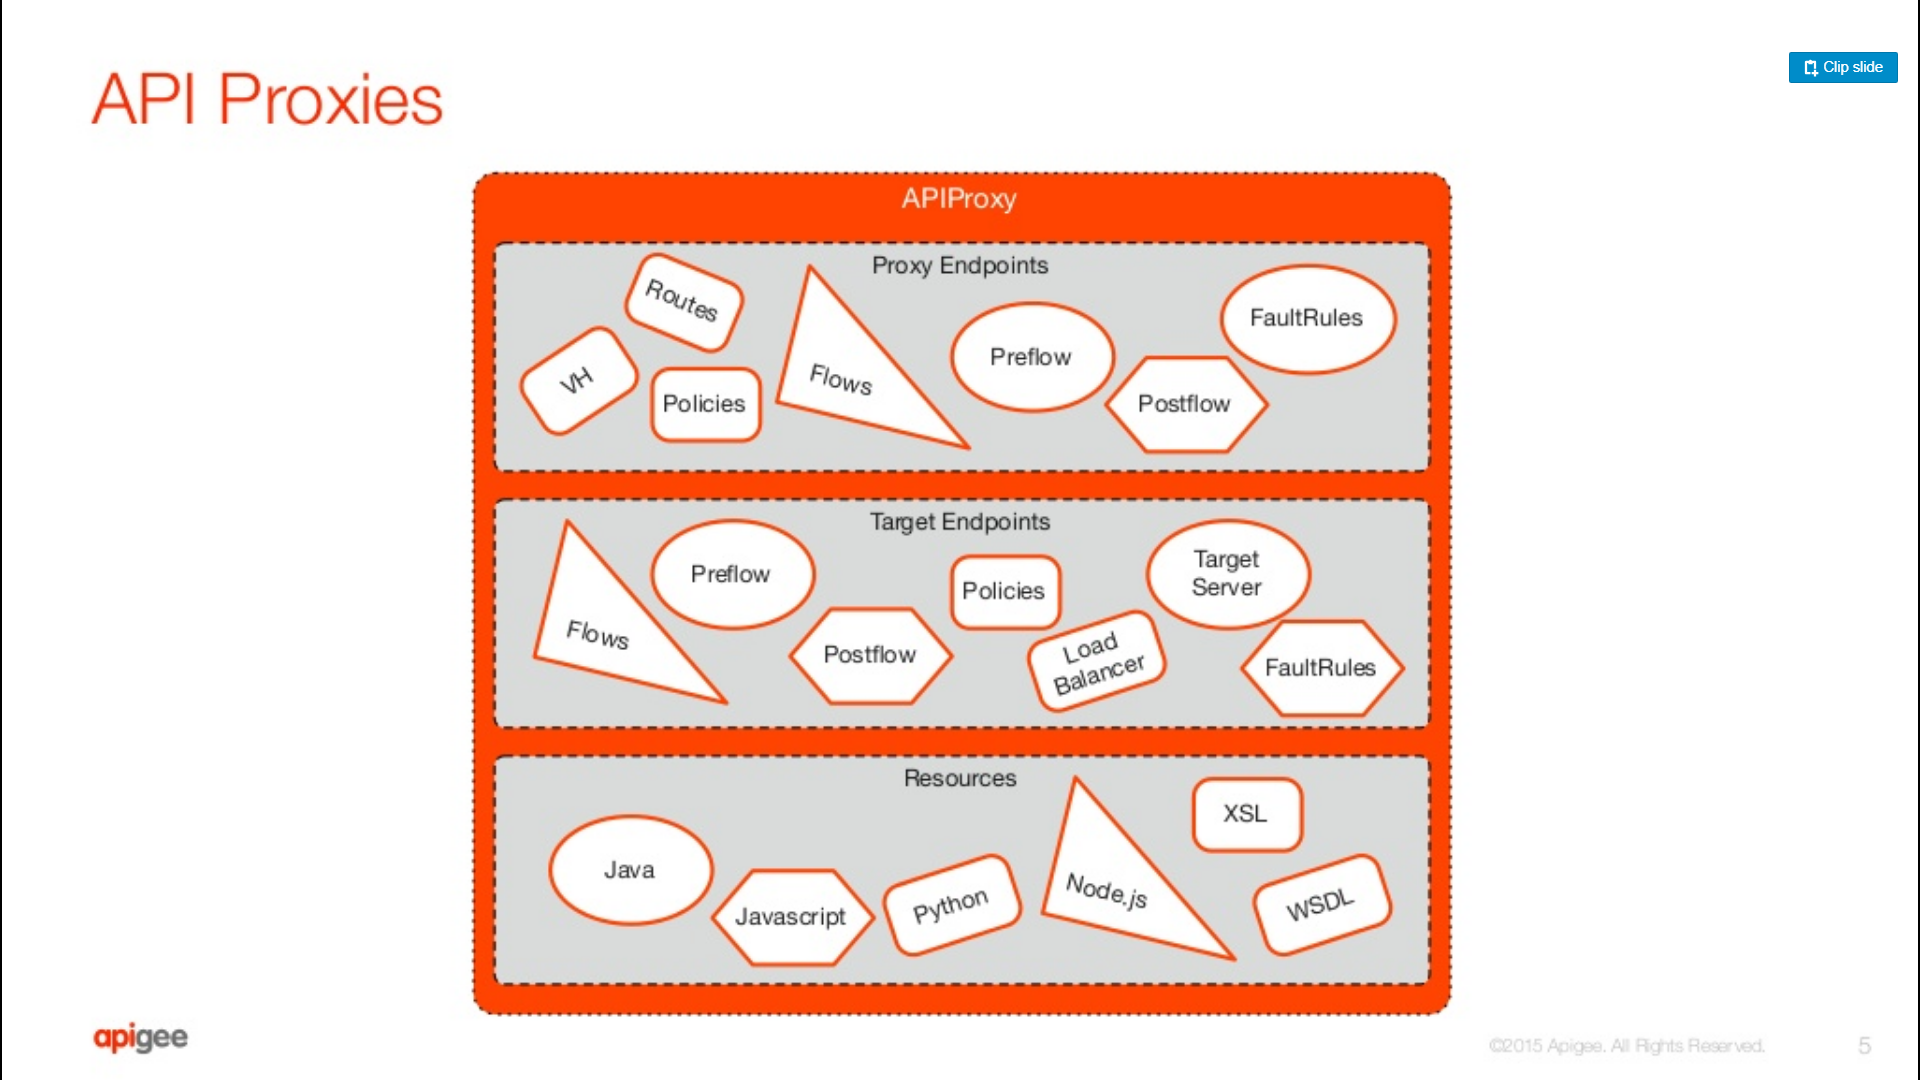 API Proxies
Clip slide
APIProxy
Proxy Endpoints
Routes
VH
Policies
Flows
Preflow
Postflow
FaultRules
Target Endpoints
Flows
Preflow
Postflow
Policies
Load
Balancer
Target
Server
FaultRules
Resources
Java
Javascript
Python
Node.js
XSL
WSDL
apigee
©2015 Apigee. All Rights Reserved.
5